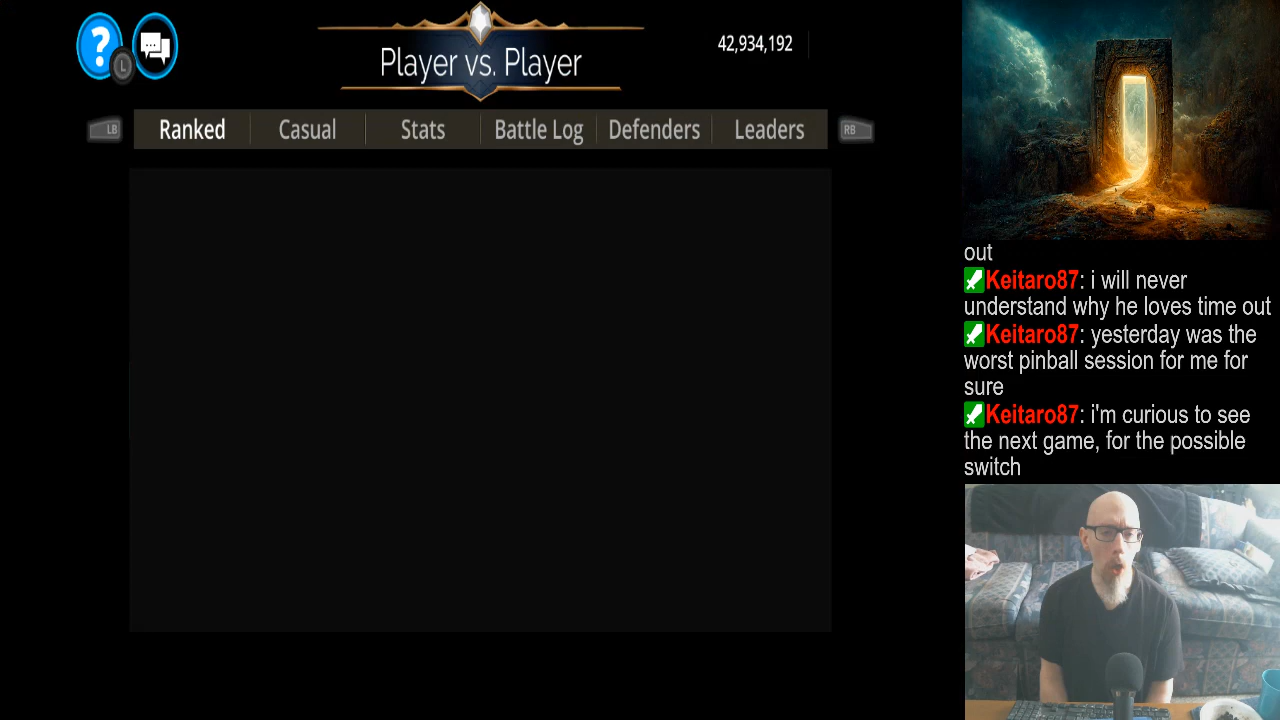 ?
L
Player vs. Player
42,934,192
LB
Ranked
Casual
Stats
Battle Log
Defenders
Leaders
RB
out
Keitaro87: i will never
understand why he loves time out
Keitaro87: yesterday was the
worst pinball session for me for
sure
Keitaro87: i'm curious to see
the next game, for the possible
switch